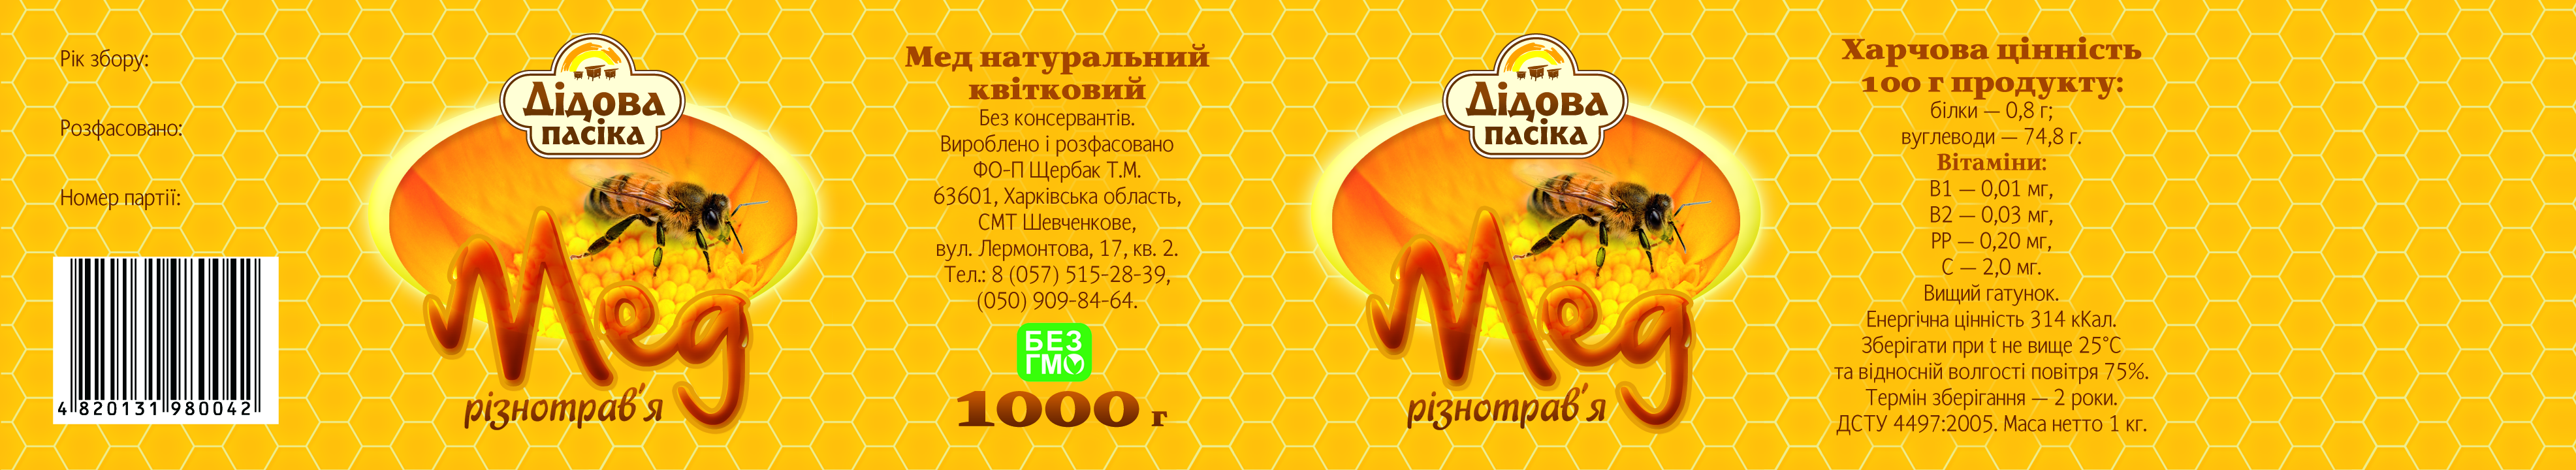 Рік збору:
Розфасовано:
Номер партії:
4 820131 980042
Дідова
пасіка
Мед
різнотрав'я
Мед натуральний
квітковий
Без консервантів.
Вироблено і розфасовано
ФО-П Щербак Т.М.
63601, Харківська область,
СМТ Шевченкове,
вул. Лермонтова, 17, кв. 2.
Тел.: 8 (057) 515-28-39,
(050) 909-84-64.
БЕЗ
ГМО
1000 г
Дідова
пасіка
Мед
різнотрав'я
Харчова цінність
100 г продукту:
білки — 0,8 г;
вуглеводи — 74,8 г.
Вітаміни:
В1 — 0,01 мг,
В2 — 0,03 мг,
РР — 0,20 мг,
С — 2,0 мг.
Вищий гатунок.
Енергічна цінність 314 кКал.
Зберігати при t не вище 25°С
та відносній волгості повітря 75%.
Термін зберігання — 2 роки.
ДСТУ 4497:2005. Маса нетто 1 кг.